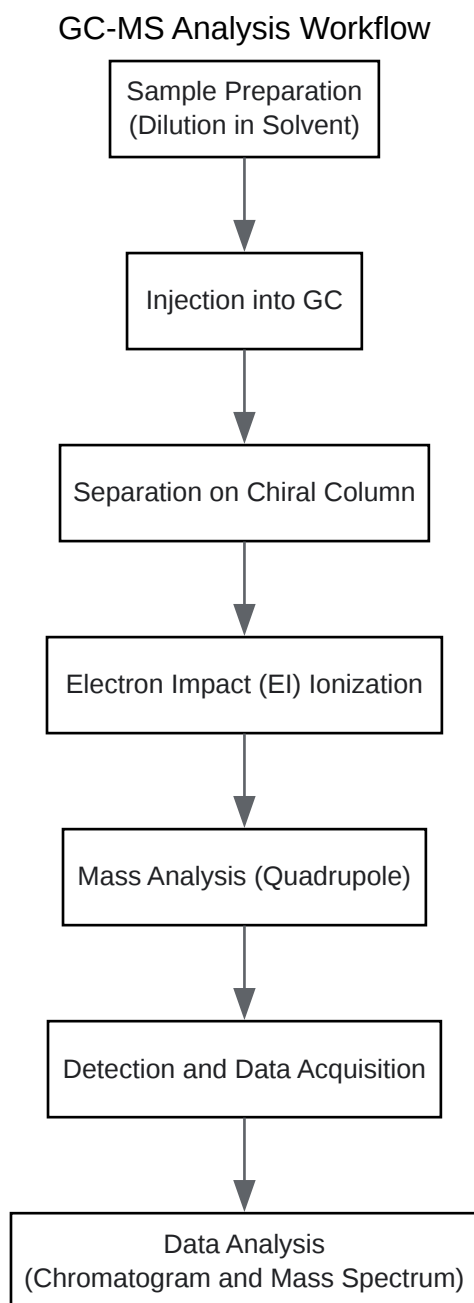 GC-MS Analysis Workflow
Sample Preparation
(Dilution in Solvent)
Injection into GC
Separation on Chiral Column
Electron Impact (EI) Ionization
Mass Analysis (Quadrupole)
Detection and Data Acquisition
Data Analysis
(Chromatogram and Mass Spectrum)